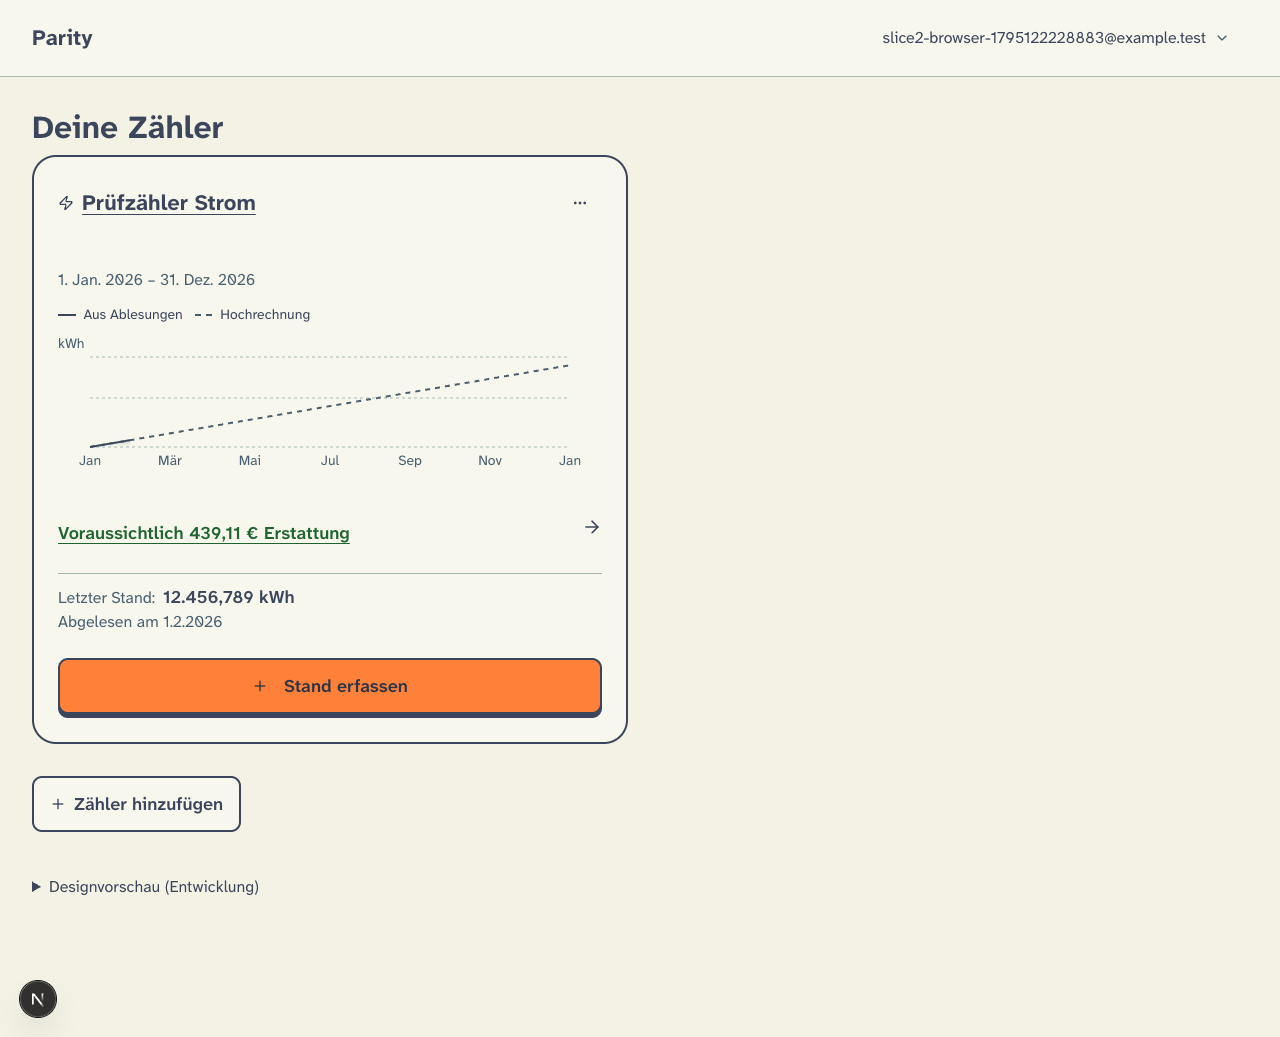 Parity
slice2-browser-1795122228883@example.test
Deine Zähler
Prüfzähler Strom
1. Jan. 2026 – 31. Dez. 2026
Aus Ablesungen Hochrechnung
kWh
Jan Mär Mai Jul Sep Nov Jan
Voraussichtlich 439,11 € Erstattung
Letzter Stand: 12.456,789 kWh
Abgelesen am 1.2.2026
+ Stand erfassen
+ Zähler hinzufügen
Designvorschau (Entwicklung)
N